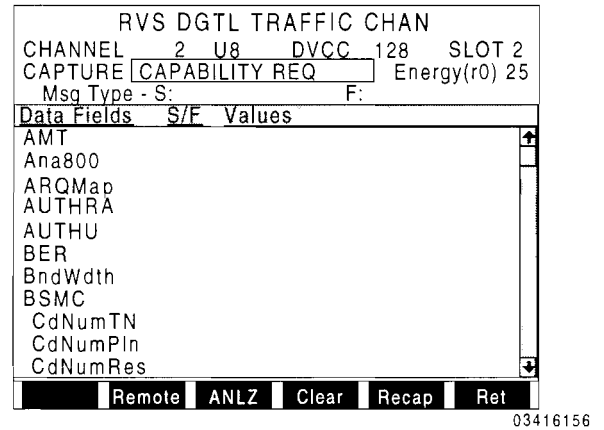 RVS DGTL TRAFFIC CHAN
CHANNEL 2 U8 DVCC 128 SLOT 2
CAPTURE CAPABILITY REQ Energy(r0) 25
Msg Type - S: F:
Data Fields S/F Values
AMT
Ana800
ARQMap
AUTHRA
AUTHU
BER
BndWdth
BSMC
CdNumTN
CdNumPln
CdNumRes
Remote ANLZ Clear Recap Ret
03416156